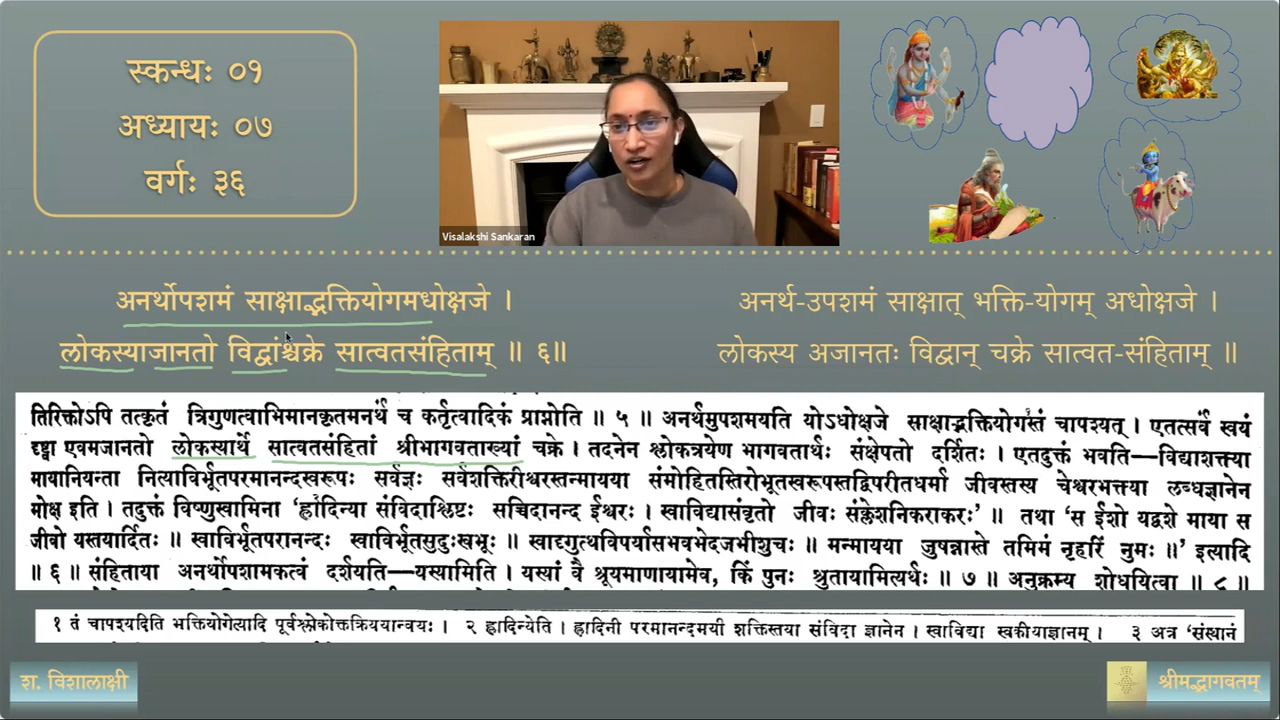 स्कन्धः ०१
अध्यायः ०७
वर्गः ३६
Visalakshi Sankaran
अनर्थोपशमं साक्षाद्भक्तियोगमधोक्षजे ।
लोकस्याजानतो विद्वांश्चक्रे सात्वतसंहिताम् ॥ ६॥
अनर्थ-उपशमं साक्षात् भक्ति-योगम् अधोक्षजे ।
लोकस्य अजानतः विद्वान् चक्रे सात्वत-संहिताम् ॥
तिरिक्तोऽपि तत्कृतं त्रिगुणत्वाभिमानकृतमनर्थं च कर्तृत्वादिकं प्राप्नोति ॥ ५ ॥ अनर्थमुपशमयति योऽधोक्षजे साक्षाद्भक्तियोगस्तं चापश्यत् । एतत्सर्वं स्वयं
दृष्ट्वा एवमजानतो लोकस्यार्थे सात्वतसंहितां श्रीभागवताख्यां चक्रे । तदनेन श्लोकत्रयेण भागवतार्थः संक्षेपतो दर्शितः । एतदुक्तं भवति—विद्याशक्त्या
मायानियन्ता नित्याविर्भूतपरमानन्दस्वरूपः सर्वज्ञः सर्वशक्तिरीश्वरस्तन्मायया संमोहितस्तिरोभूतस्वरूपस्तद्विपरीतधर्मा जीवस्तस्य चेश्वरभक्त्या लब्धज्ञानेन
मोक्ष इति । तदुक्तं विष्णुस्वामिना ‘ह्लादिन्या संविदाश्लिष्टः सच्चिदानन्द ईश्वरः । स्वाविद्यासंवृतो जीवः संक्लेशनिकराकरः’ ॥ तथा ‘स ईशो यद्वशे माया स
जीवो यस्तयार्दितः ॥ स्वाविर्भूतपरानन्दः स्वाविर्भूतसुदुःखभूः ॥ स्वादृगुत्थविपर्यासभवभेदजभीशुचः ॥ मन्मायया जुषन्नास्ते तमिमं नृहरिं नुमः ॥’ इत्यादि
॥ ६ ॥ संहिताया अनर्थोपशामकत्वं दर्शयति—यस्यामिति । यस्यां वै श्रूयमाणायामेव, किं पुनः श्रुतायामित्यर्थः ॥ ७ ॥ अनुक्रम्य शोधयित्वा ॥ ८ ॥
१ तं चापश्यदिति भक्तियोगेत्यादि पूर्वश्लोकोक्तक्रिययान्वयः । २ ह्लादिन्येति । ह्लादिनी परमानन्दमयी शक्तिस्तया संविदा ज्ञानेन । स्वाविद्या स्वकीयाज्ञानम् । ३ अत्र ‘संस्थानं
श. विशालाक्षी
श्रीमद्भागवतम्